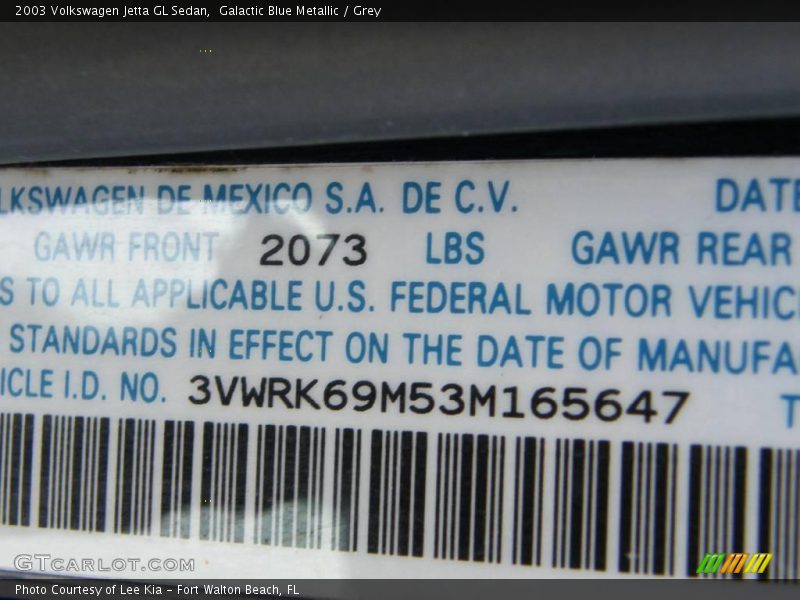 2003 Volkswagen Jetta GL Sedan, Galactic Blue Metallic / Grey
LKSWAGEN DE MEXICO S.A. DE C.V. DATE
GAWR FRONT 2073 LBS GAWR REAR
S TO ALL APPLICABLE U.S. FEDERAL MOTOR VEHIC
STANDARDS IN EFFECT ON THE DATE OF MANUFA
ICLE I.D. NO. 3VWRK69M53M165647 T
GTCARLOT.COM
Photo Courtesy of Lee Kia - Fort Walton Beach, FL